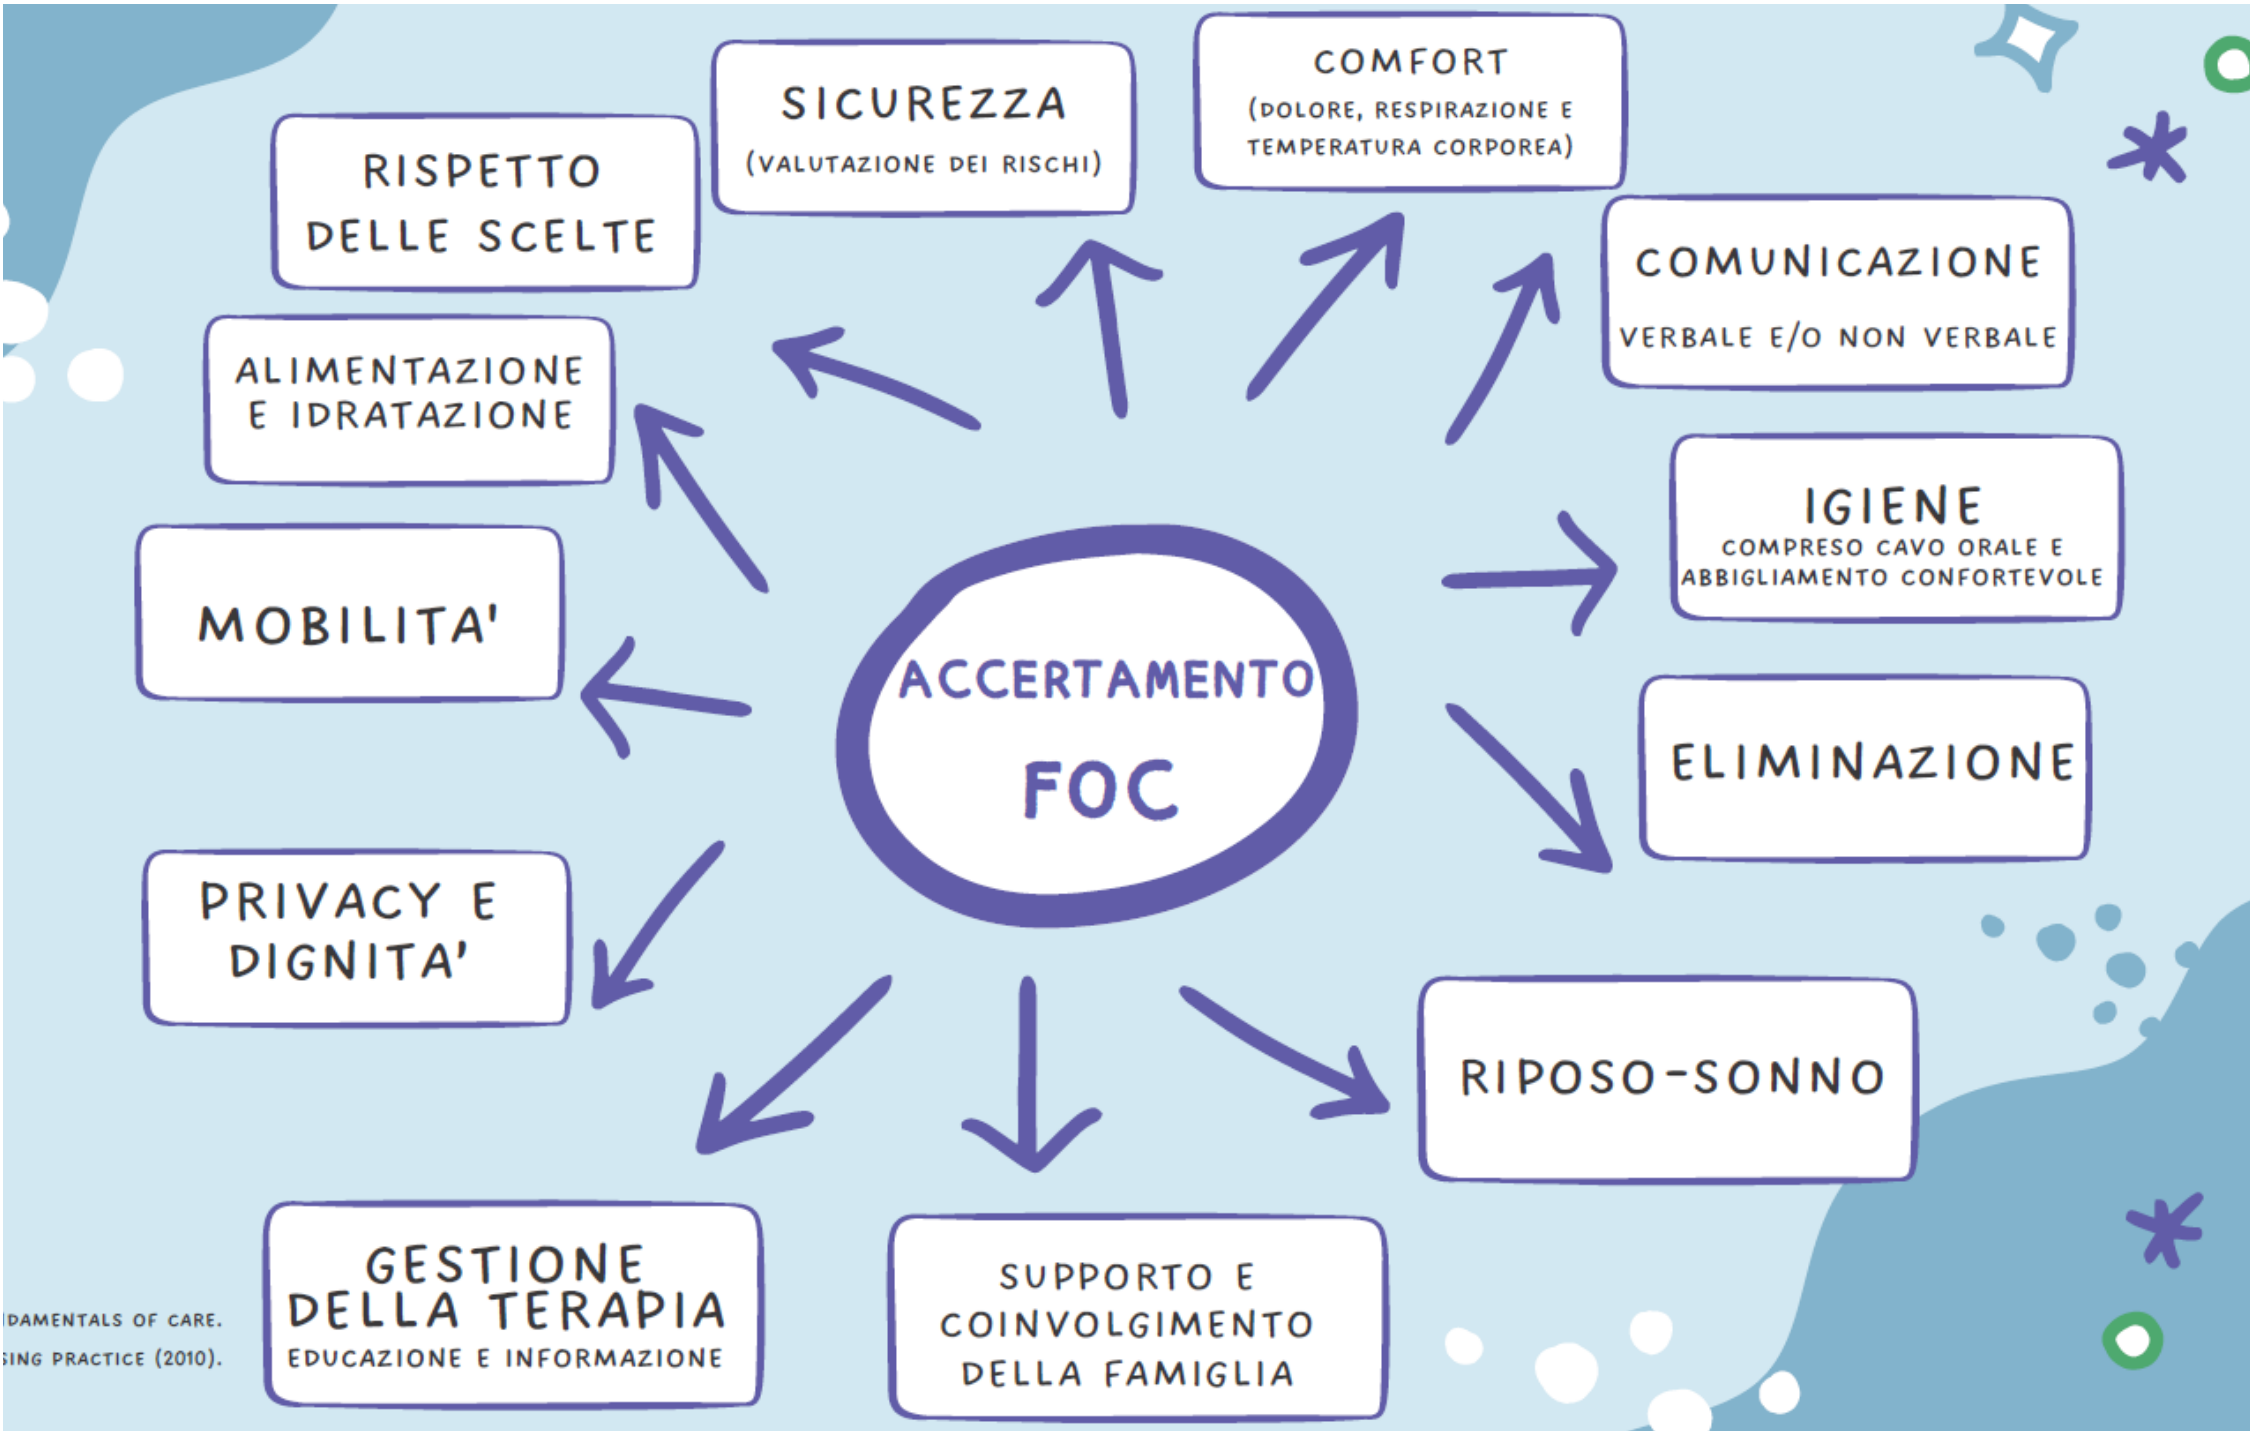 COMFORT
(DOLORE, RESPIRAZIONE E
TEMPERATURA CORPOREA)
SICUREZZA
(VALUTAZIONE DEI RISCHI)
RISPETTO
DELLE SCELTE
COMUNICAZIONE
VERBALE E/O NON VERBALE
ALIMENTAZIONE
E IDRATAZIONE
IGIENE
COMPRESO CAVO ORALE E
ABBIGLIAMENTO CONFORTEVOLE
MOBILITA'
ACCERTAMENTO
FOC
ELIMINAZIONE
PRIVACY E
DIGNITA'
RIPOSO-SONNO
GESTIONE
DELLA TERAPIA
EDUCAZIONE E INFORMAZIONE
SUPPORTO E
COINVOLGIMENTO
DELLA FAMIGLIA
DAMENTALS OF CARE.
SING PRACTICE (2010).